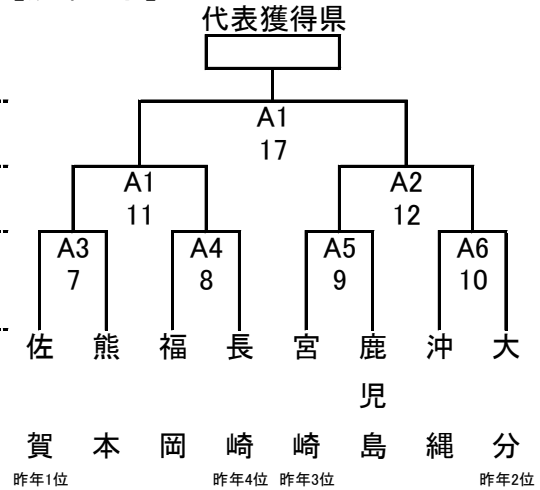 代表獲得県
A1
17
A1
11
A2
12
A3
7
A4
8
A5
9
A6
10
佐賀
熊本
福岡
長崎
宮崎
鹿児島
沖縄
大分
昨年1位
昨年4位
昨年3位
昨年2位